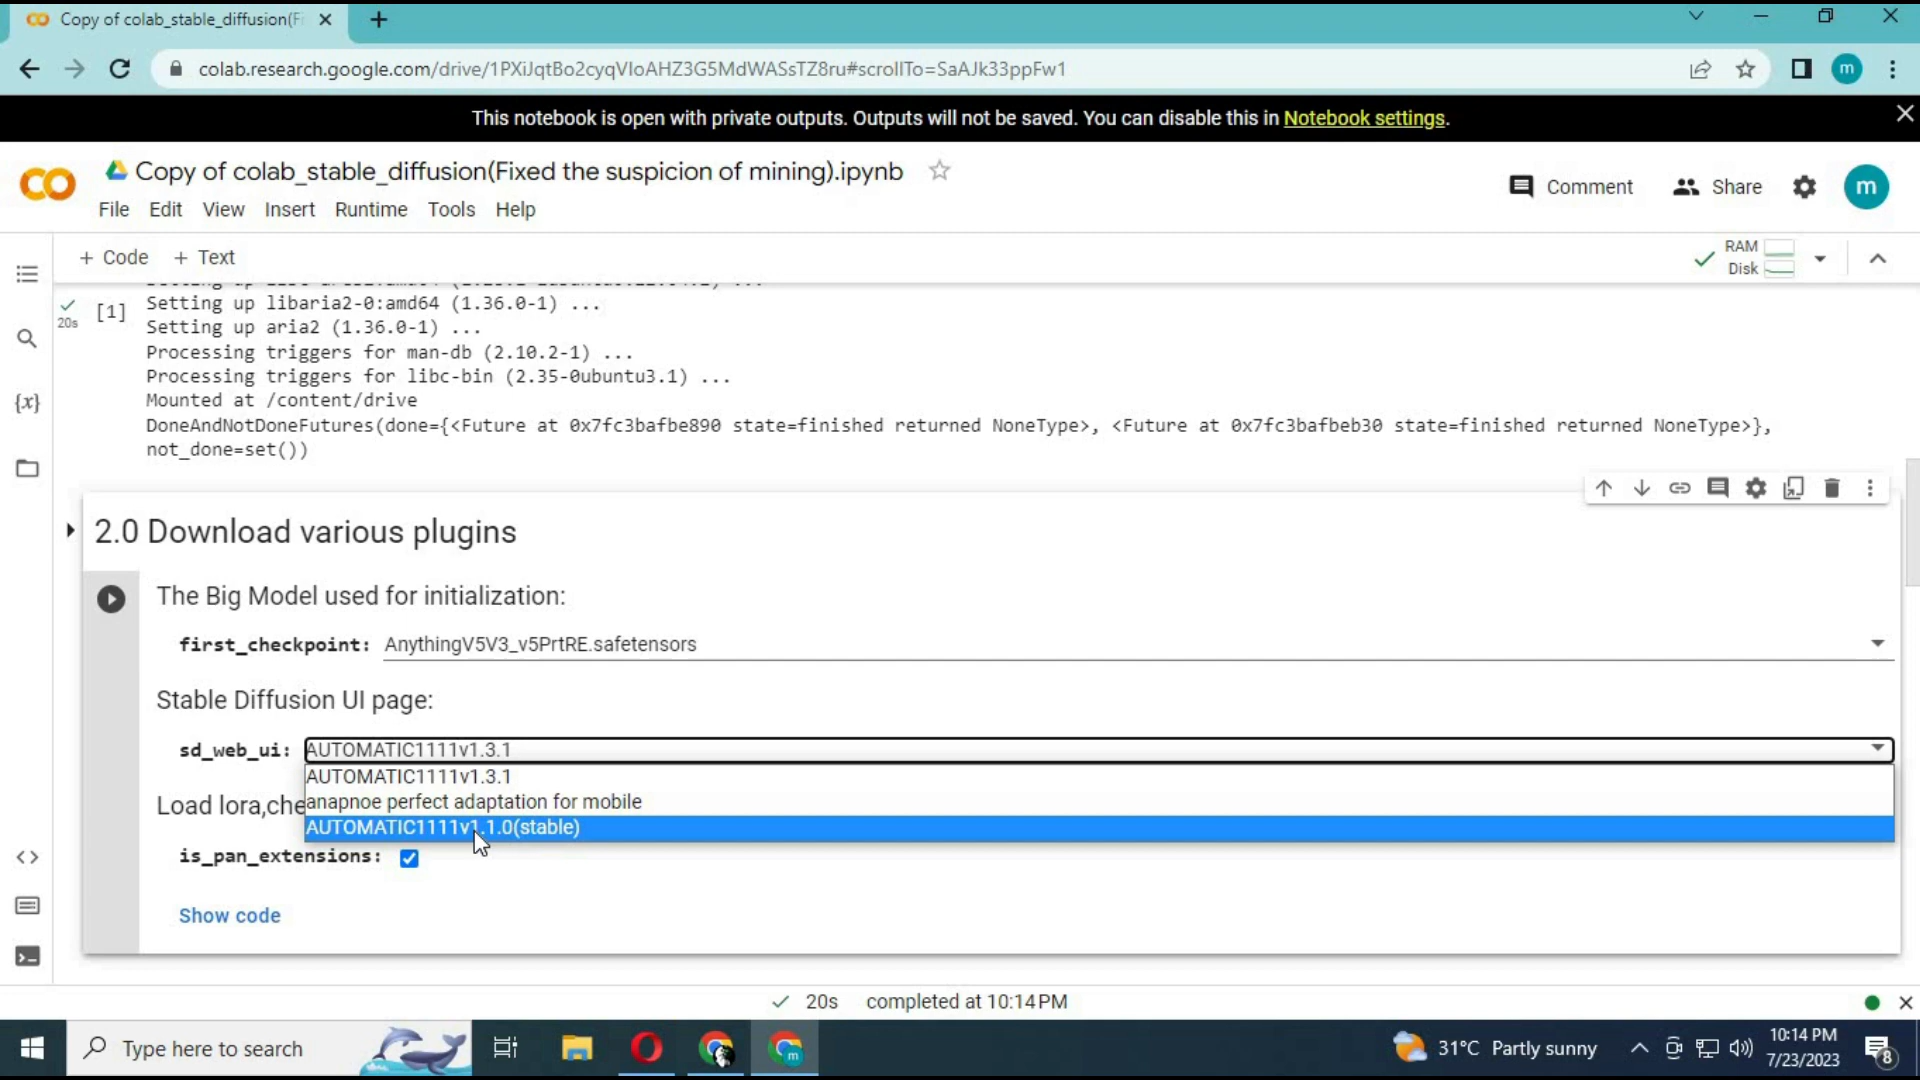 Copy of colab_stable_diffusion(Fi
colab.research.google.com/drive/1PXiJqtBo2cyqVIoAHZ3G5MdWASsTZ8ru#scrollTo=SaAJk33ppFw1
m
This notebook is open with private outputs. Outputs will not be saved. You can disable this in Notebook settings.
Copy of colab_stable_diffusion(Fixed the suspicion of mining).ipynb
Comment
Share
m
File Edit View Insert Runtime Tools Help
+ Code + Text
RAM
Disk
[1]
20s
Setting up libaria2-0:amd64 (1.36.0-1) ...
Setting up aria2 (1.36.0-1) ...
Processing triggers for man-db (2.10.2-1) ...
Processing triggers for libc-bin (2.35-0ubuntu3.1) ...
Mounted at /content/drive
DoneAndNotDoneFutures(done={<Future at 0x7fc3bafbe890 state=finished returned NoneType>, <Future at 0x7fc3bafbeb30 state=finished returned NoneType>},
not_done=set())
2.0 Download various plugins
The Big Model used for initialization:
first_checkpoint: AnythingV5V3_v5PrtRE.safetensors
Stable Diffusion UI page:
sd_web_ui: AUTOMATIC1111v1.3.1
AUTOMATIC1111v1.3.1
Load lora,che
anapnoe perfect adaptation for mobile
AUTOMATIC1111v1.1.0(stable)
is_pan_extensions:
Show code
20s completed at 10:14 PM
Type here to search
m
31°C Partly sunny
10:14 PM
7/23/2023
8